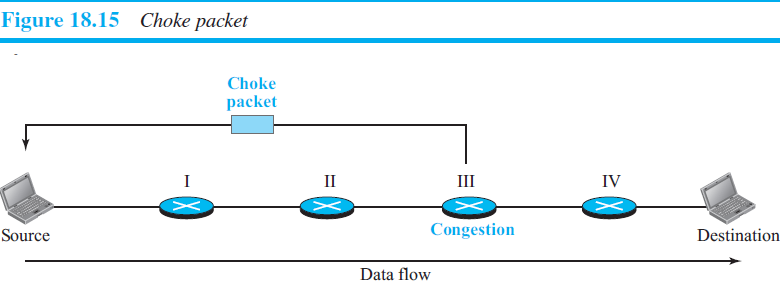 Figure 18.15 Choke packet
Choke
packet
I
II
III
IV
Source
Congestion
Destination
Data flow